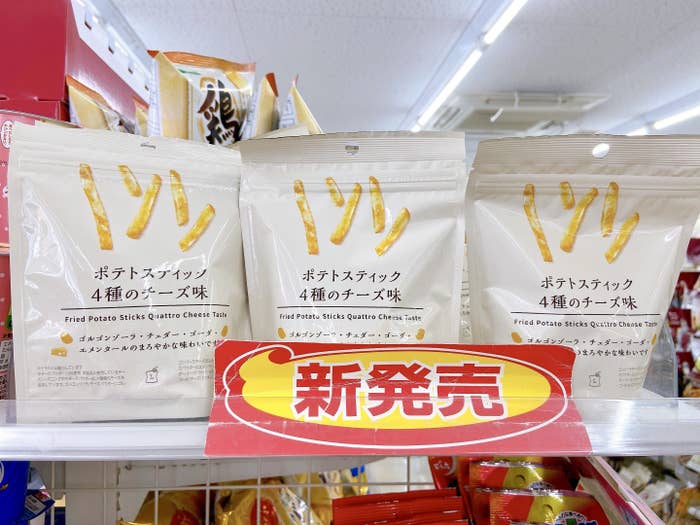 鶏
ポテトスティック
4種のチーズ味
Fried Potato Sticks Quattro Cheese Taste
ゴルゴンゾーラ・チェダー・ゴーダ・
エメンタールのまろやかな味わいです
ポテトスティック
4種のチーズ味
Fried Potato Sticks Quattro Cheese Taste
ゴルゴンゾーラ・チェダー・ゴーダ・
ポテトスティック
4種のチーズ味
Fried Potato Sticks Quattro Cheese Taste
ゴルゴンゾーラ・チェダー・ゴーダ・
味わいです
新発売